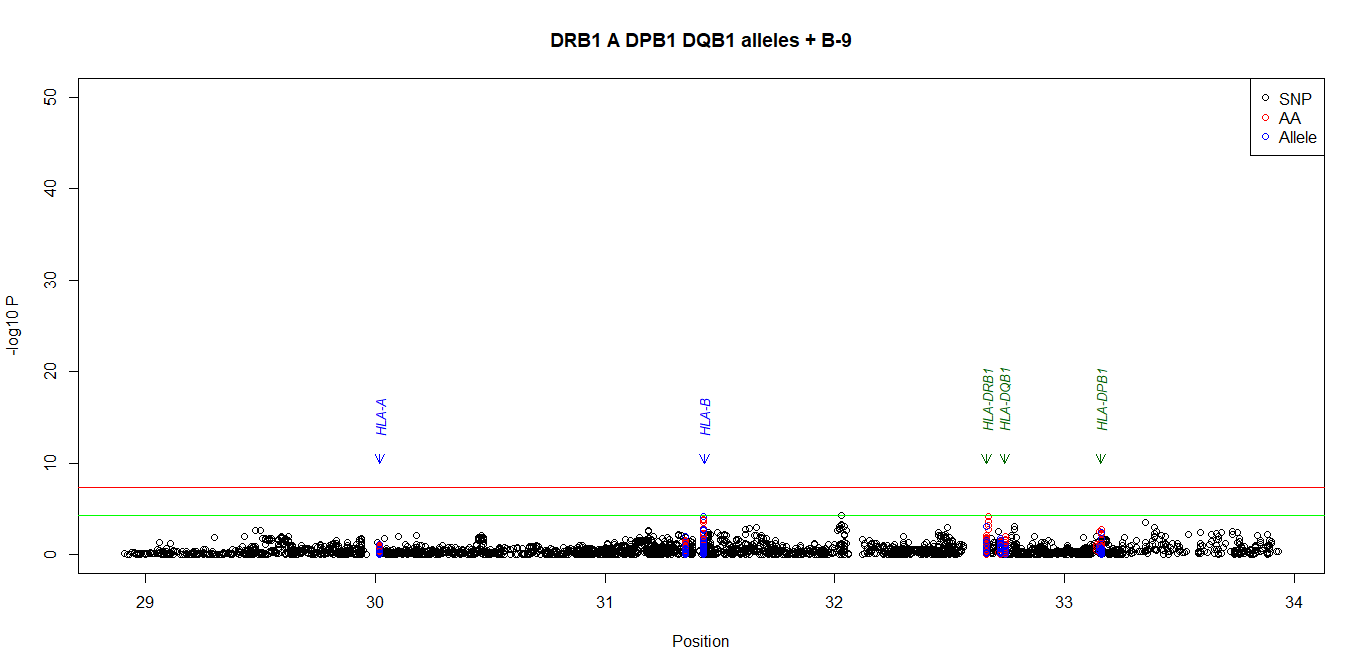 DRB1 A DPB1 DQB1 alleles + B-9
SNP
AA
Allele
-log10 P
50
40
30
20
10
0
HLA-A
HLA-B
HLA-DRB1
HLA-DQB1
HLA-DPB1
29
30
31
32
33
34
Position